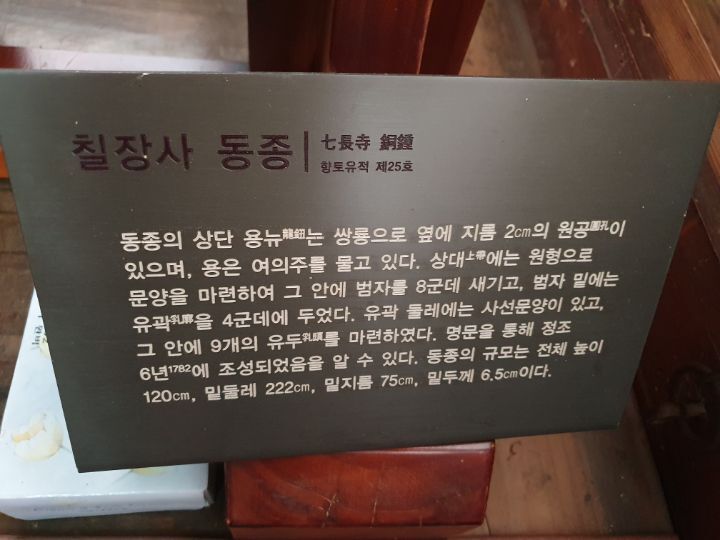 칠장사 동종
七長寺 銅鐘
향토유적 제25호
동종의 상단 용뉴龍鈕는 쌍룡으로 옆에 지름 2cm의 원공圓孔이
있으며, 용은 여의주를 물고 있다. 상대上帶에는 원형으로
문양을 마련하여 그 안에 범자를 8군데 새기고, 범자 밑에는
유곽乳廓을 4군데에 두었다. 유곽 둘레에는 사선문양이 있고,
그 안에 9개의 유두乳頭를 마련하였다. 명문을 통해 정조
6년1782에 조성되었음을 알 수 있다. 동종의 규모는 전체 높이
120cm, 밑둘레 222cm, 밑지름 75cm, 밑두께 6.5cm이다.